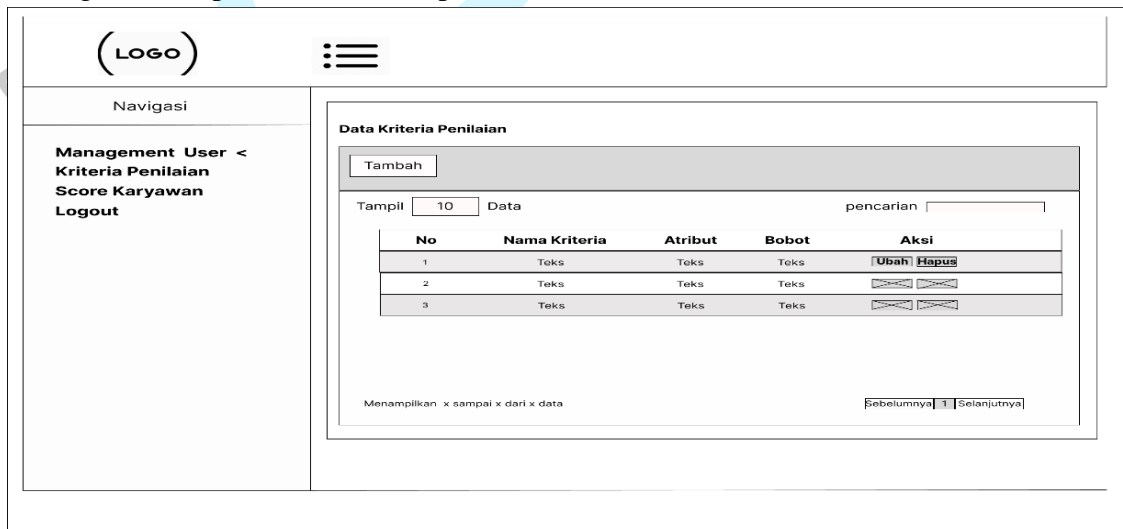 LOGO
Navigasi
Management User <
Kriteria Penilaian
Score Karyawan
Logout
Data Kriteria Penilaian
Tambah
Tampil 10 Data pencarian
No Nama Kriteria Atribut Bobot Aksi
1 Teks Teks Teks Ubah Hapus
2 Teks Teks Teks
3 Teks Teks Teks
Menampilkan x sampai x dari x data Sebelumnya 1 Selanjutnya